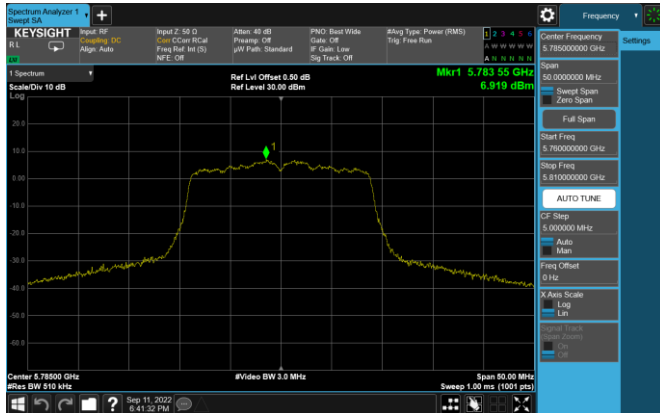 Spectrum Analyzer 1
Swept SA
+
Frequency
KEYSIGHT
Input: RF
Input Z: 50 Ω
Atten: 40 dB
PNO: Best Wide
#Avg Type: Power (RMS)
1 2 3 4 5 6
R L
Coupling: DC
Corr CCorr RCal
Preamp: Off
Gate: Off
Trig: Free Run
A W W W W W
Align: Auto
Freq Ref: Int (S)
µW Path: Standard
IF Gain: Low
NFE: Off
Sig Track: Off
A N N N N N
1 Spectrum
Ref Lvl Offset 0.50 dB
Mkr1 5.783 55 GHz
Scale/Div 10 dB
Ref Level 30.00 dBm
6.919 dBm
Log
20.0
10.0
0.00
-10.0
-20.0
-30.0
-40.0
-50.0
-60.0
1
Center 5.78500 GHz
#Video BW 3.0 MHz
Span 50.00 MHz
#Res BW 510 kHz
Sweep 1.00 ms (1001 pts)
?
Sep 11, 2022
6:41:32 PM
Center Frequency
5.785000000 GHz
Settings
Span
50.0000000 MHz
Swept Span
Zero Span
Full Span
Start Freq
5.760000000 GHz
Stop Freq
5.810000000 GHz
AUTO TUNE
CF Step
5.000000 MHz
Auto
Man
Freq Offset
0 Hz
X Axis Scale
Log
Lin
Signal Track
(Span Zoom)
On
Off